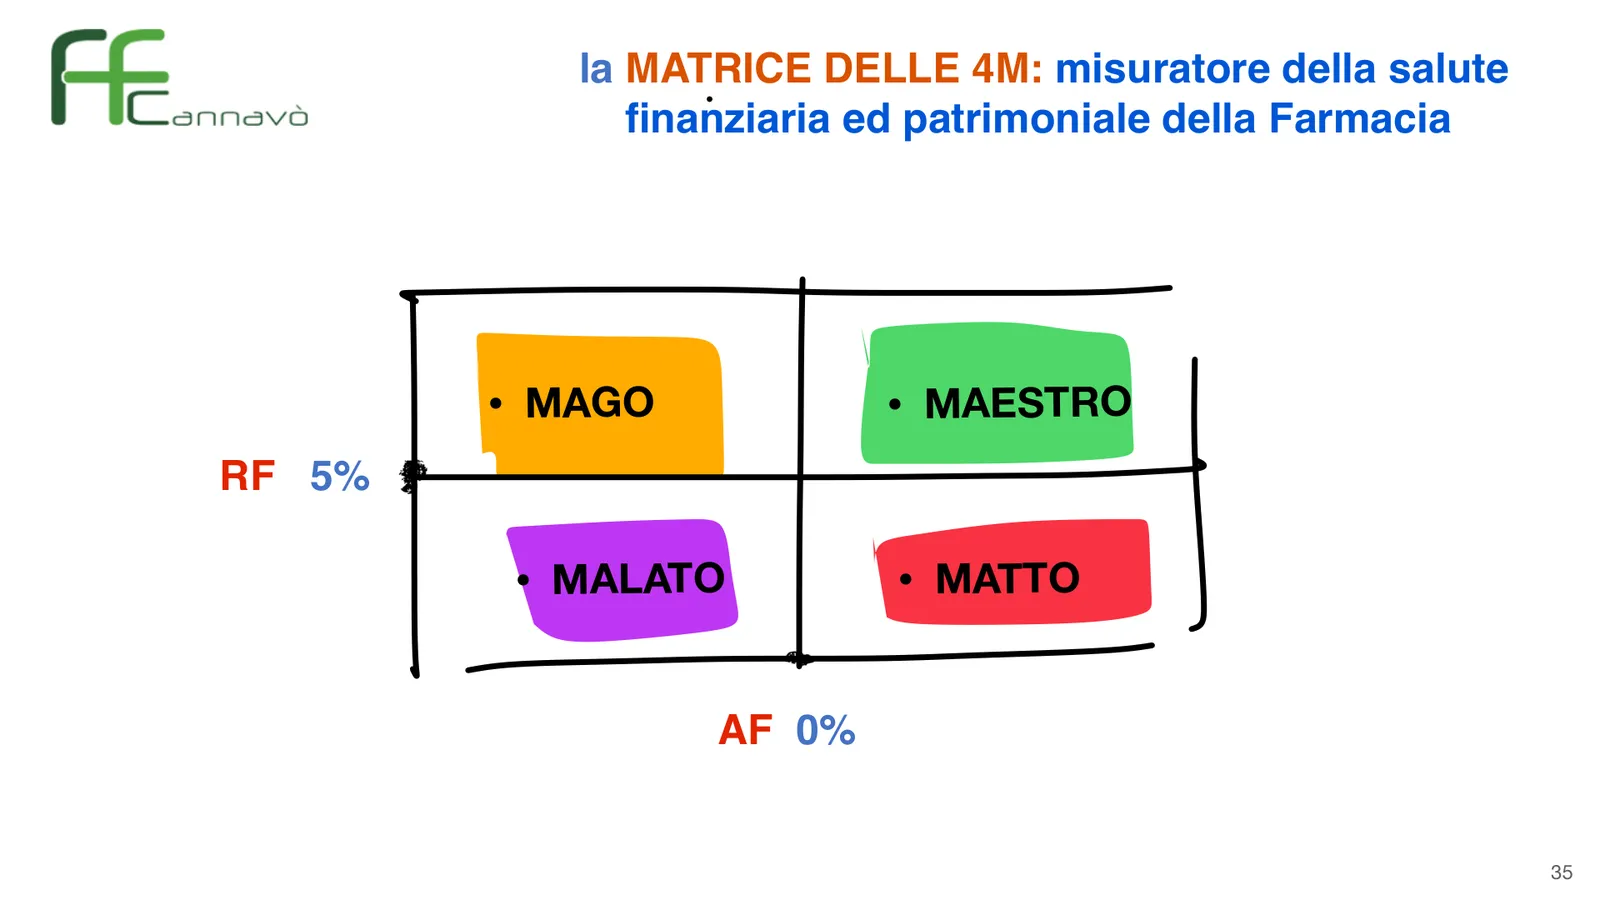 Cannavò
la MATRICE DELLE 4M: misuratore della salute
finanziaria ed patrimoniale della Farmacia
• MAGO
• MAESTRO
RF 5%
• MALATO
• MATTO
AF 0%
35